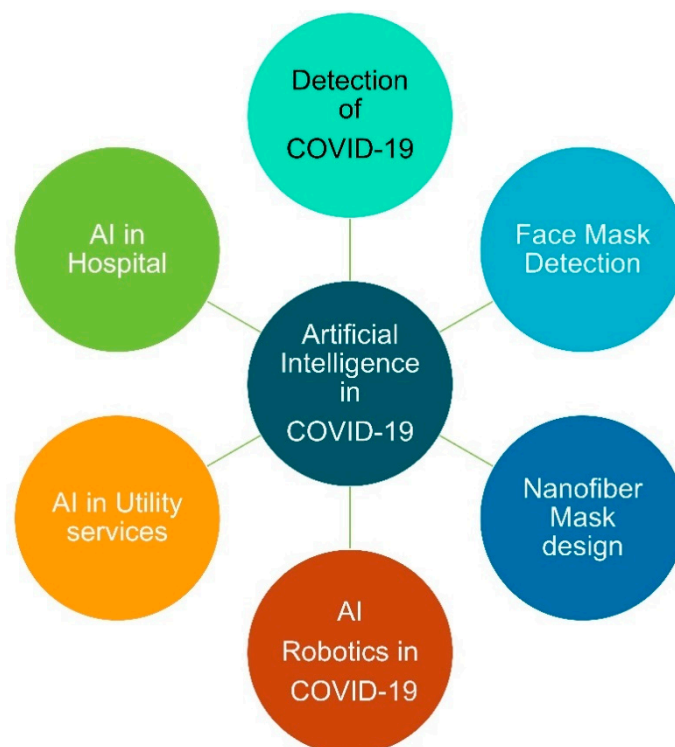 Detection
of
COVID-19
AI in
Hospital
Face Mask
Detection
Artificial
Intelligence
in
COVID-19
AI in Utility
services
Nanofiber
Mask
design
AI
Robotics in
COVID-19